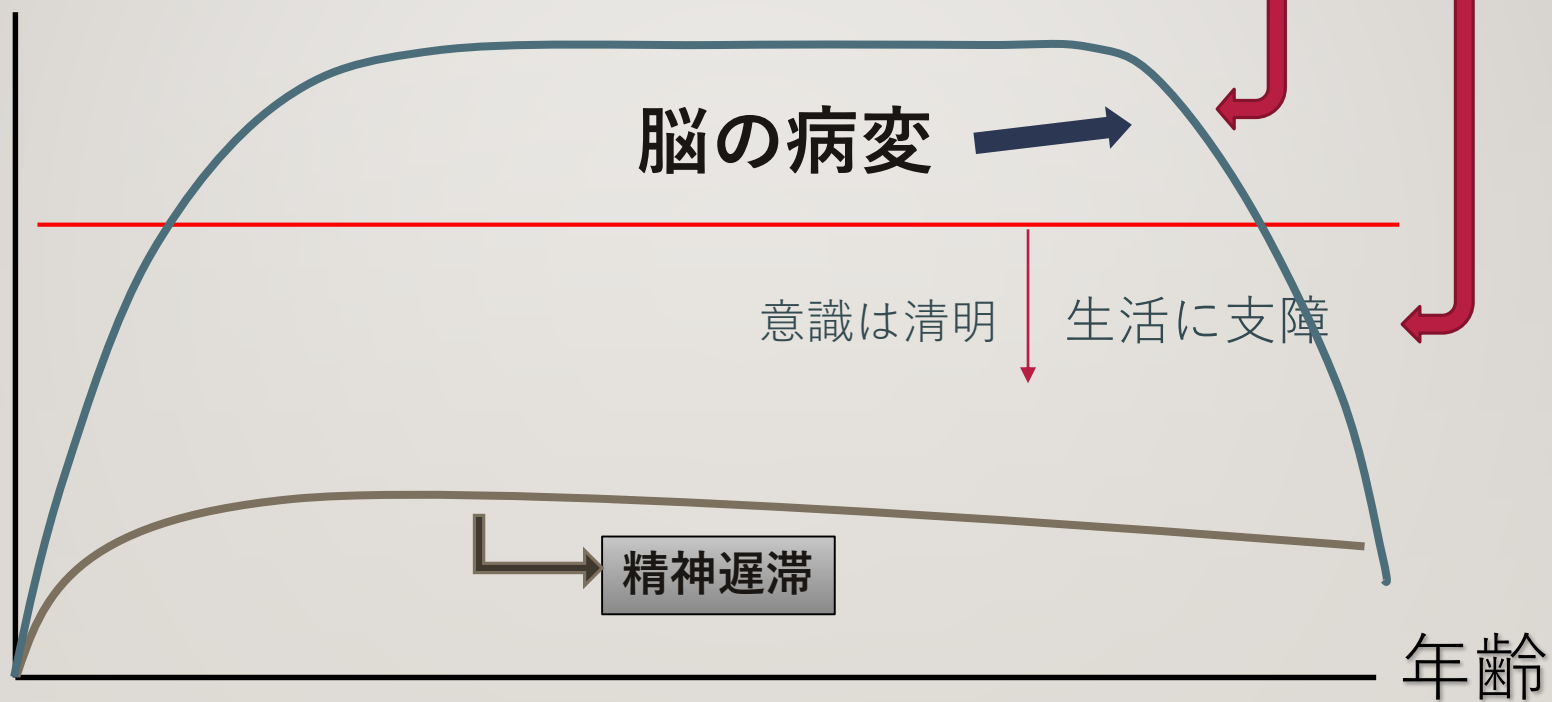 脳の病変
意識は清明
生活に支障
精神遅滞
年齢